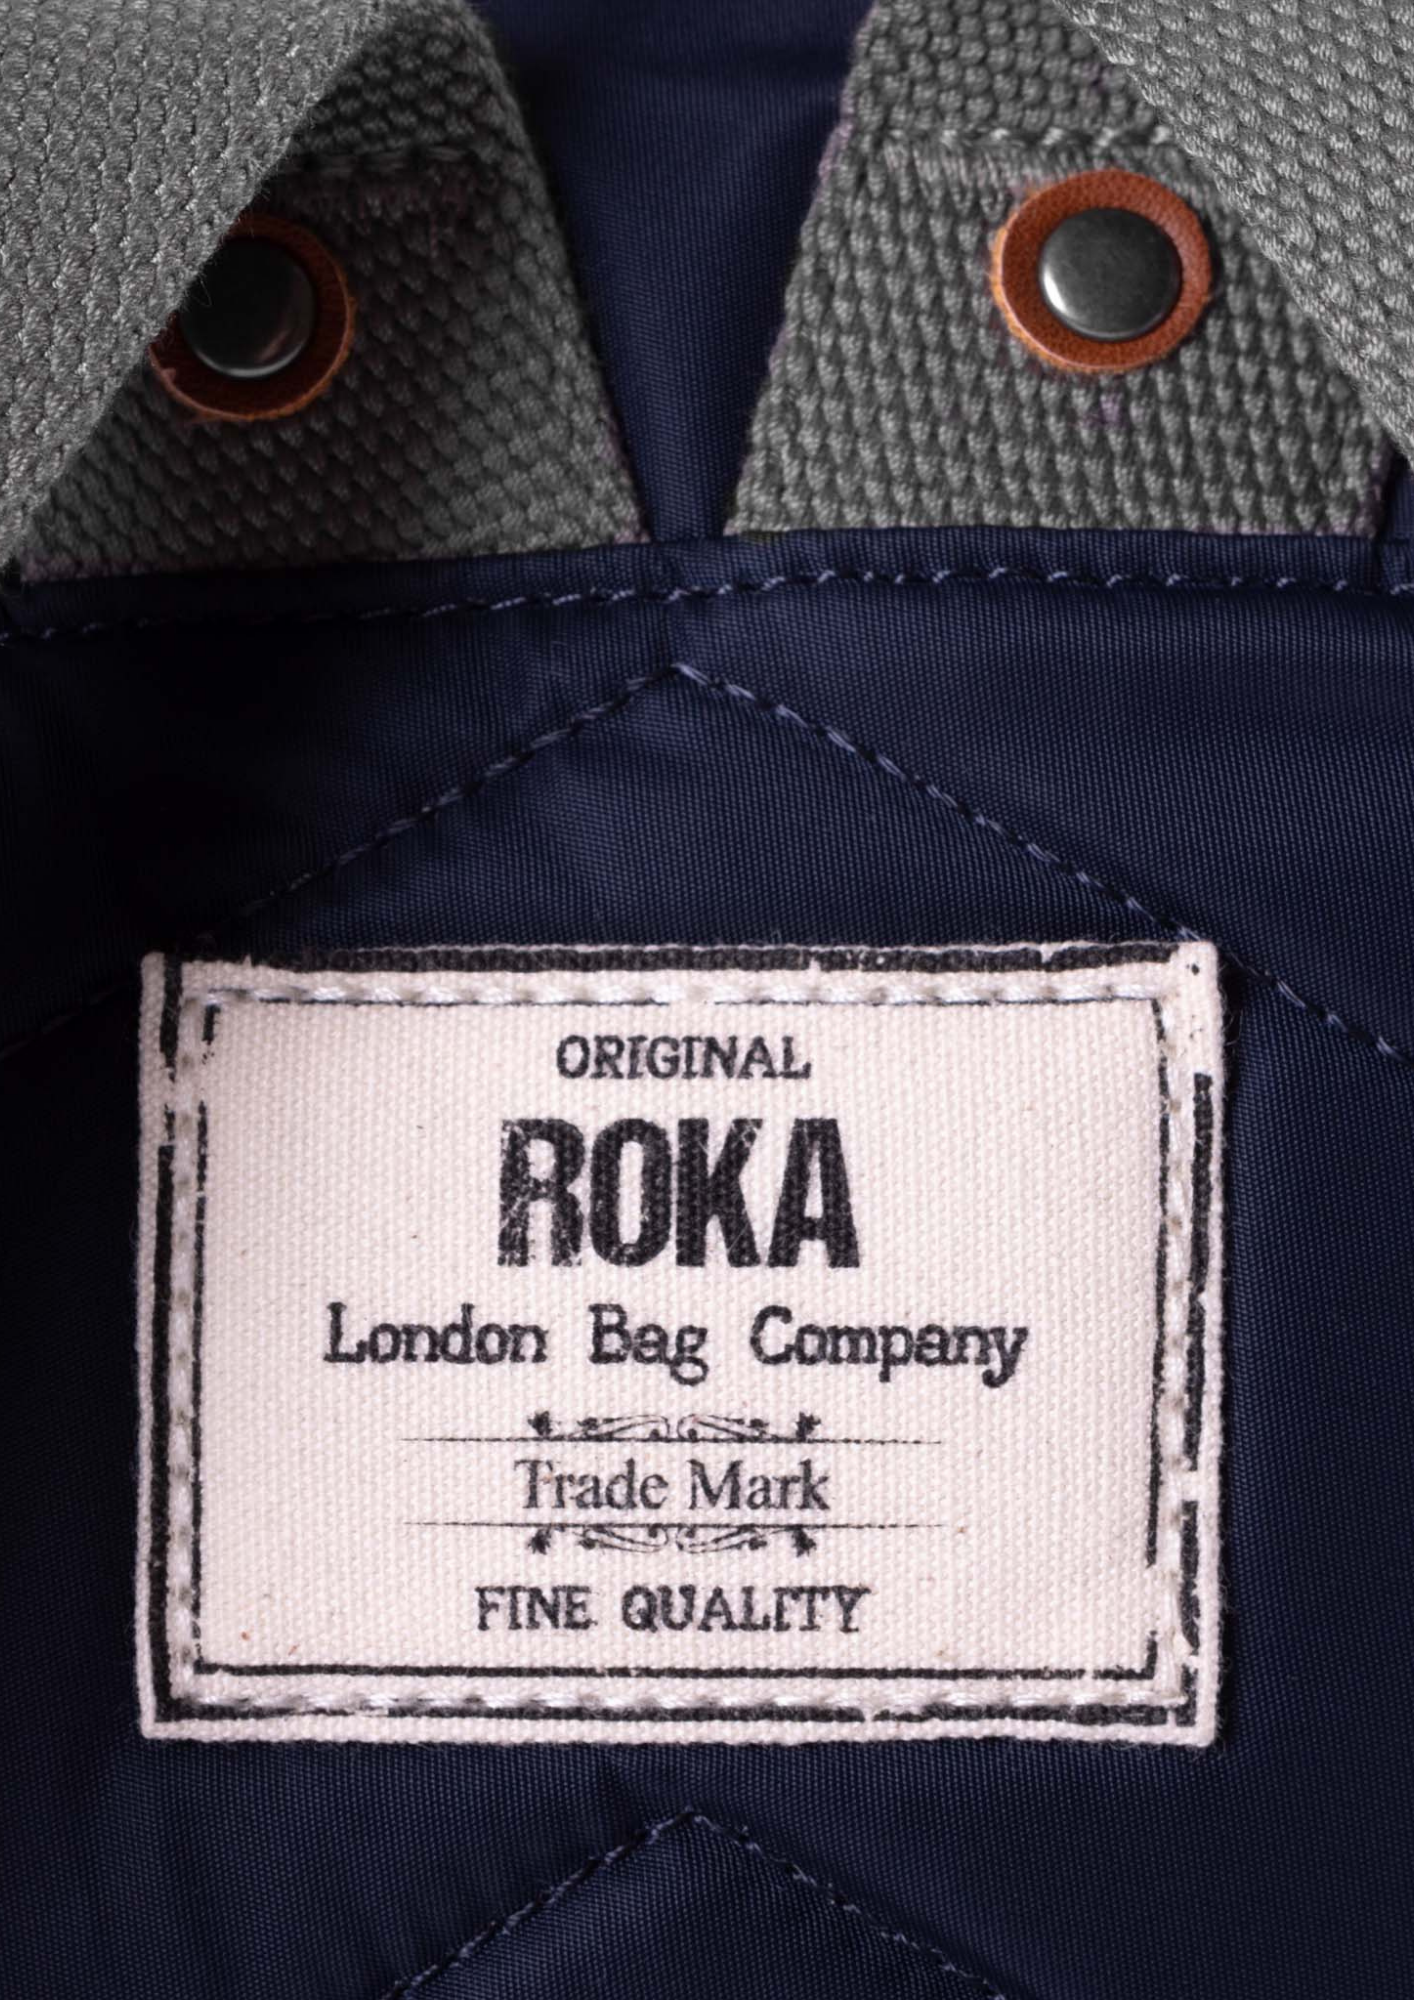 ORIGINAL
ROKA
London Bag Company
Trade Mark
FINE QUALITY